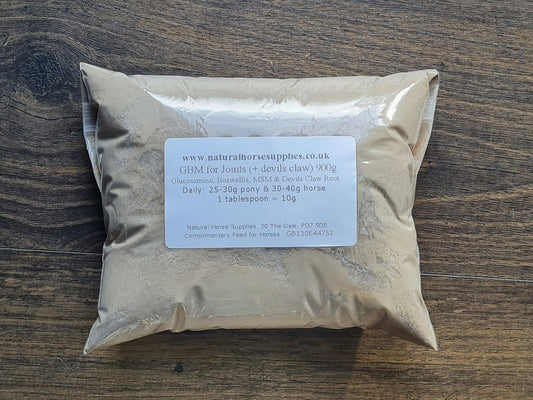 www.naturalhorsesupplies.co.uk
GBM for Joints (+ devils claw) 900g
Glucosamine, Boswellia, MSM & Devils Claw Root
Daily: 25-30g pony & 30-40g horse
1 tablespoon = 10g
Natural Horse Supplies, 30 The Dale, PO7 5DE
Complimentary Feed for Horses GB130E44752